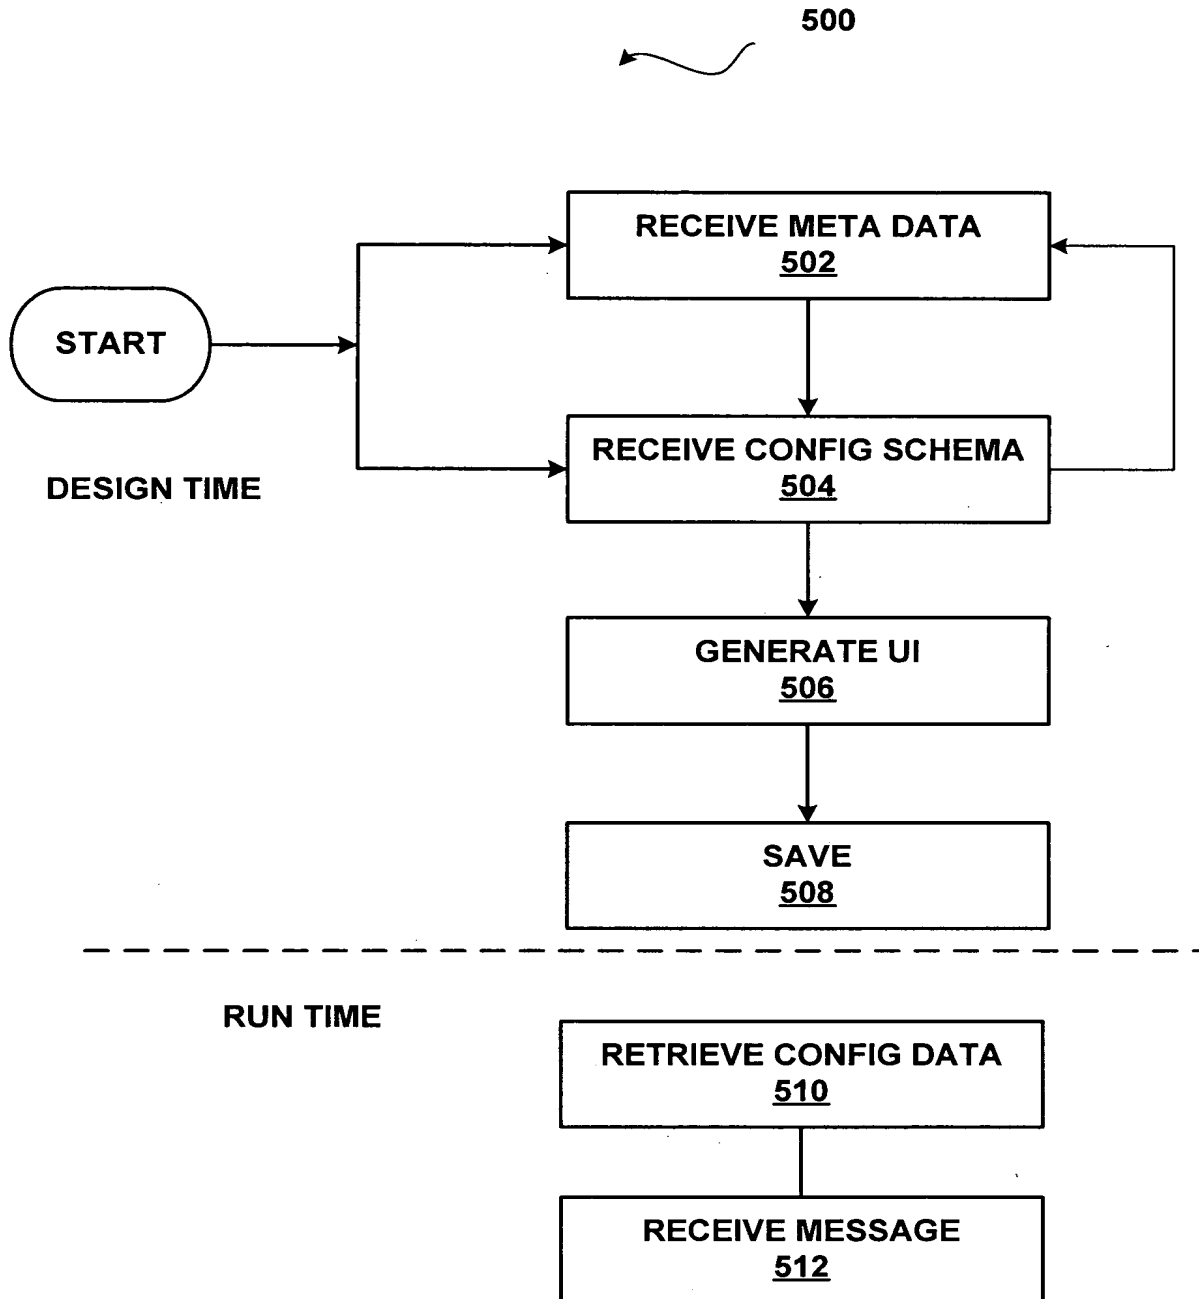 500
RECEIVE META DATA
502
START
RECEIVE CONFIG SCHEMA
504
DESIGN TIME
GENERATE UI
506
SAVE
508
RUN TIME
RETRIEVE CONFIG DATA
510
RECEIVE MESSAGE
512